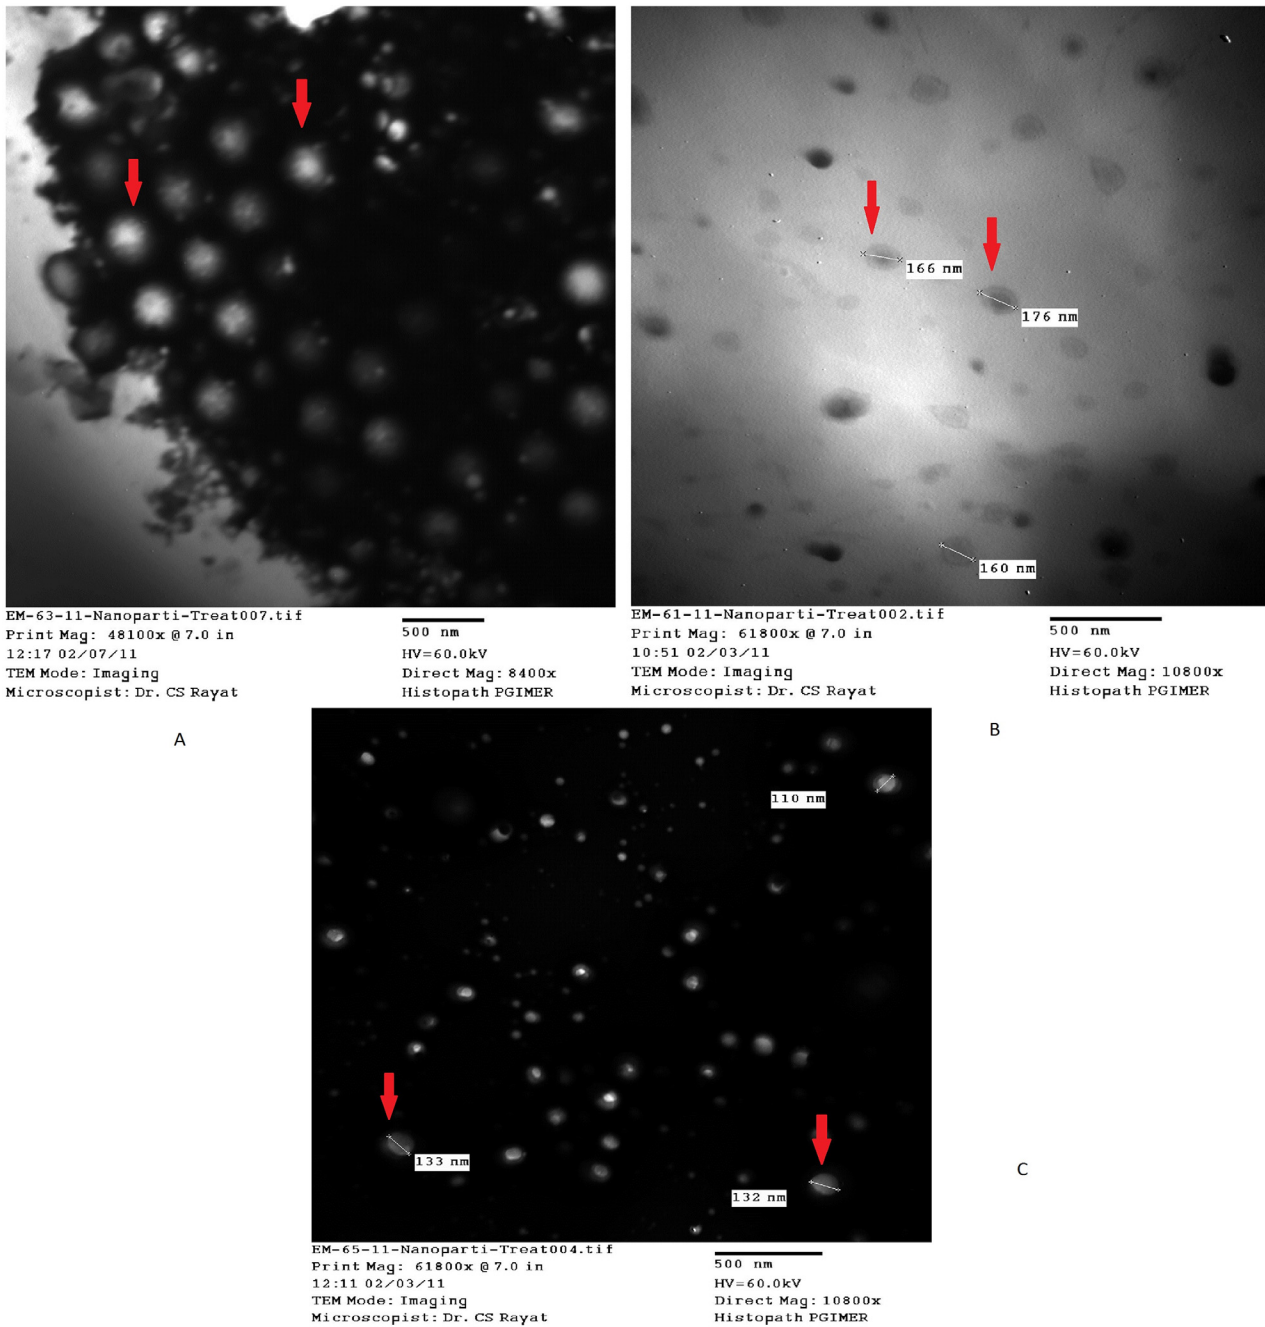 EM-63-11-Nanoparti-Treat007.tif
Print Mag: 48100x @ 7.0 in
12:17 02/07/11
TEM Mode: Imaging
Microscopist: Dr. CS Rayat
500 nm
HV=60.0kV
Direct Mag: 8400x
Histopath PGIMER
A
166 nm
176 nm
160 nm
EM-61-11-Nanoparti-Treat002.tif
Print Mag: 61800x @ 7.0 in
10:51 02/03/11
TEM Mode: Imaging
Microscopist: Dr. CS Rayat
500 nm
HV=60.0kV
Direct Mag: 10800x
Histopath PGIMER
B
110 nm
133 nm
132 nm
C
EM-65-11-Nanoparti-Treat004.tif
Print Mag: 61800x @ 7.0 in
12:11 02/03/11
TEM Mode: Imaging
Microscopist: Dr. CS Rayat
500 nm
HV=60.0kV
Direct Mag: 10800x
Histopath PGIMER